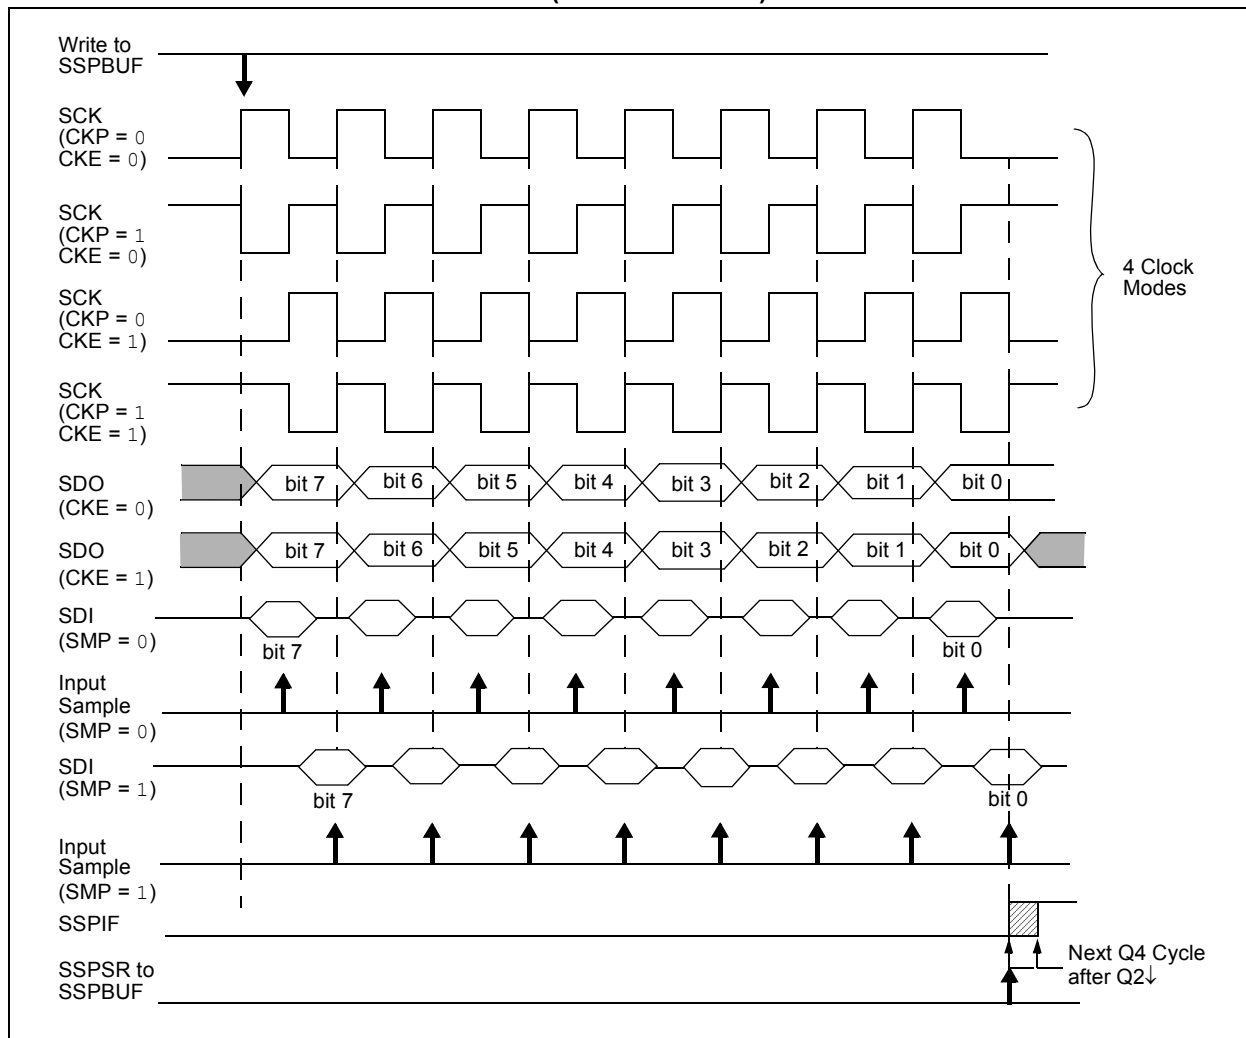 Write to
SSPBUF
SCK
(CKP = 0
CKE = 0)
SCK
(CKP = 1
CKE = 0)
SCK
(CKP = 0
CKE = 1)
SCK
(CKP = 1
CKE = 1)
4 Clock
Modes
SDO
(CKE = 0)
bit 7 bit 6 bit 5 bit 4 bit 3 bit 2 bit 1 bit 0
SDO
(CKE = 1)
bit 7 bit 6 bit 5 bit 4 bit 3 bit 2 bit 1 bit 0
SDI
(SMP = 0)
bit 7 bit 0
Input
Sample
(SMP = 0)
SDI
(SMP = 1)
bit 7 bit 0
Input
Sample
(SMP = 1)
SSPIF
SSPSR to
SSPBUF
Next Q4 Cycle
after Q2↓